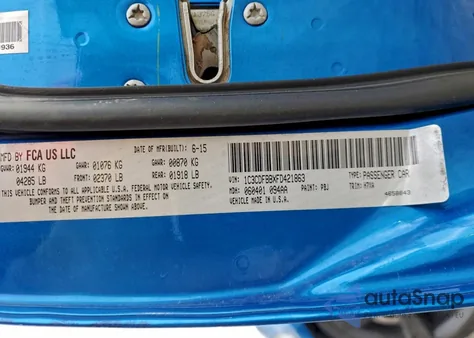 936
MFD BY FCA US LLC
DATE OF MFR(BUILT): 6-15
GVWR: 01944 KG
GAWR: 01076 KG
GAWR: 00870 KG
04285 LB
FRONT: 02370 LB
REAR: 01918 LB
THIS VEHICLE CONFORMS TO ALL APPLICABLE U.S.A. FEDERAL MOTOR VEHICLE SAFETY,
BUMPER AND THEFT PREVENTION STANDARDS IN EFFECT ON
THE DATE OF MANUFACTURE SHOWN ABOVE.
VIN: 1C3CDFBBXFD421863
TYPE: PASSENGER CAR
MDH: 060401 094AA
PAINT: PBJ
TRIM:
VEHICLE MADE IN U.S.A.
autoSnap